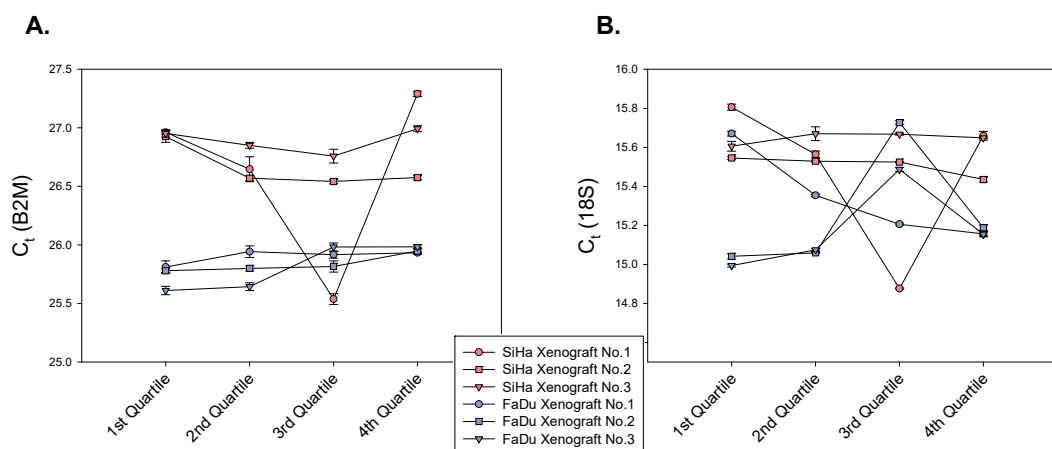 A.
27.5
27.0
26.5
26.0
25.5
25.0
Ct (B2M)
1st Quartile
2nd Quartile
3rd Quartile
4th Quartile
B.
16.0
15.8
15.6
15.4
15.2
15.0
14.8
Ct (18S)
1st Quartile
2nd Quartile
3rd Quartile
4th Quartile
SiHa Xenograft No.1
SiHa Xenograft No.2
SiHa Xenograft No.3
FaDu Xenograft No.1
FaDu Xenograft No.2
FaDu Xenograft No.3